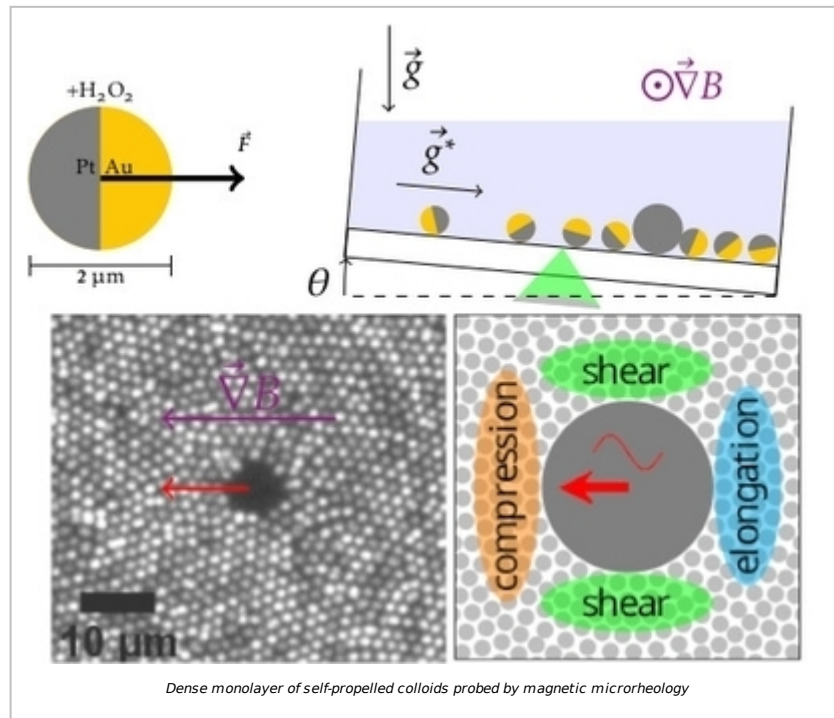 +H₂O₂
Pt Au
F⃗
2 μm
g⃗
⊙∇⃗B
g⃗*
θ
∇⃗B
10 μm
shear
compression
elongation
shear
Dense monolayer of self-propelled colloids probed by magnetic microrheology